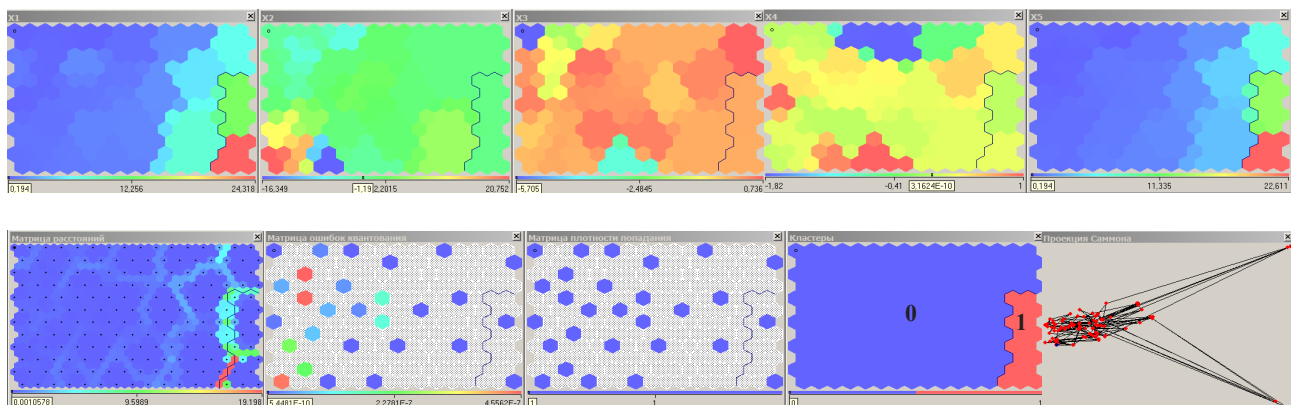 X1
X2
X3
X4
X5
0,194 12,256 24,318
-16,349 -1,19 2.2015 20,752
-5,705 -2,4845 0,736
-1,82 -0,41 3,1624E-10 1
0,194 11,335 22,611
Матрица расстояний
Матрица ошибок квантования
Матрица плотности попадания
Кластеры
Проекция Саммона
0
1
0,0010578 9,5989 19,198
5,4481E-10 2,2781E-7 4,5562E-7
1 1
0 1